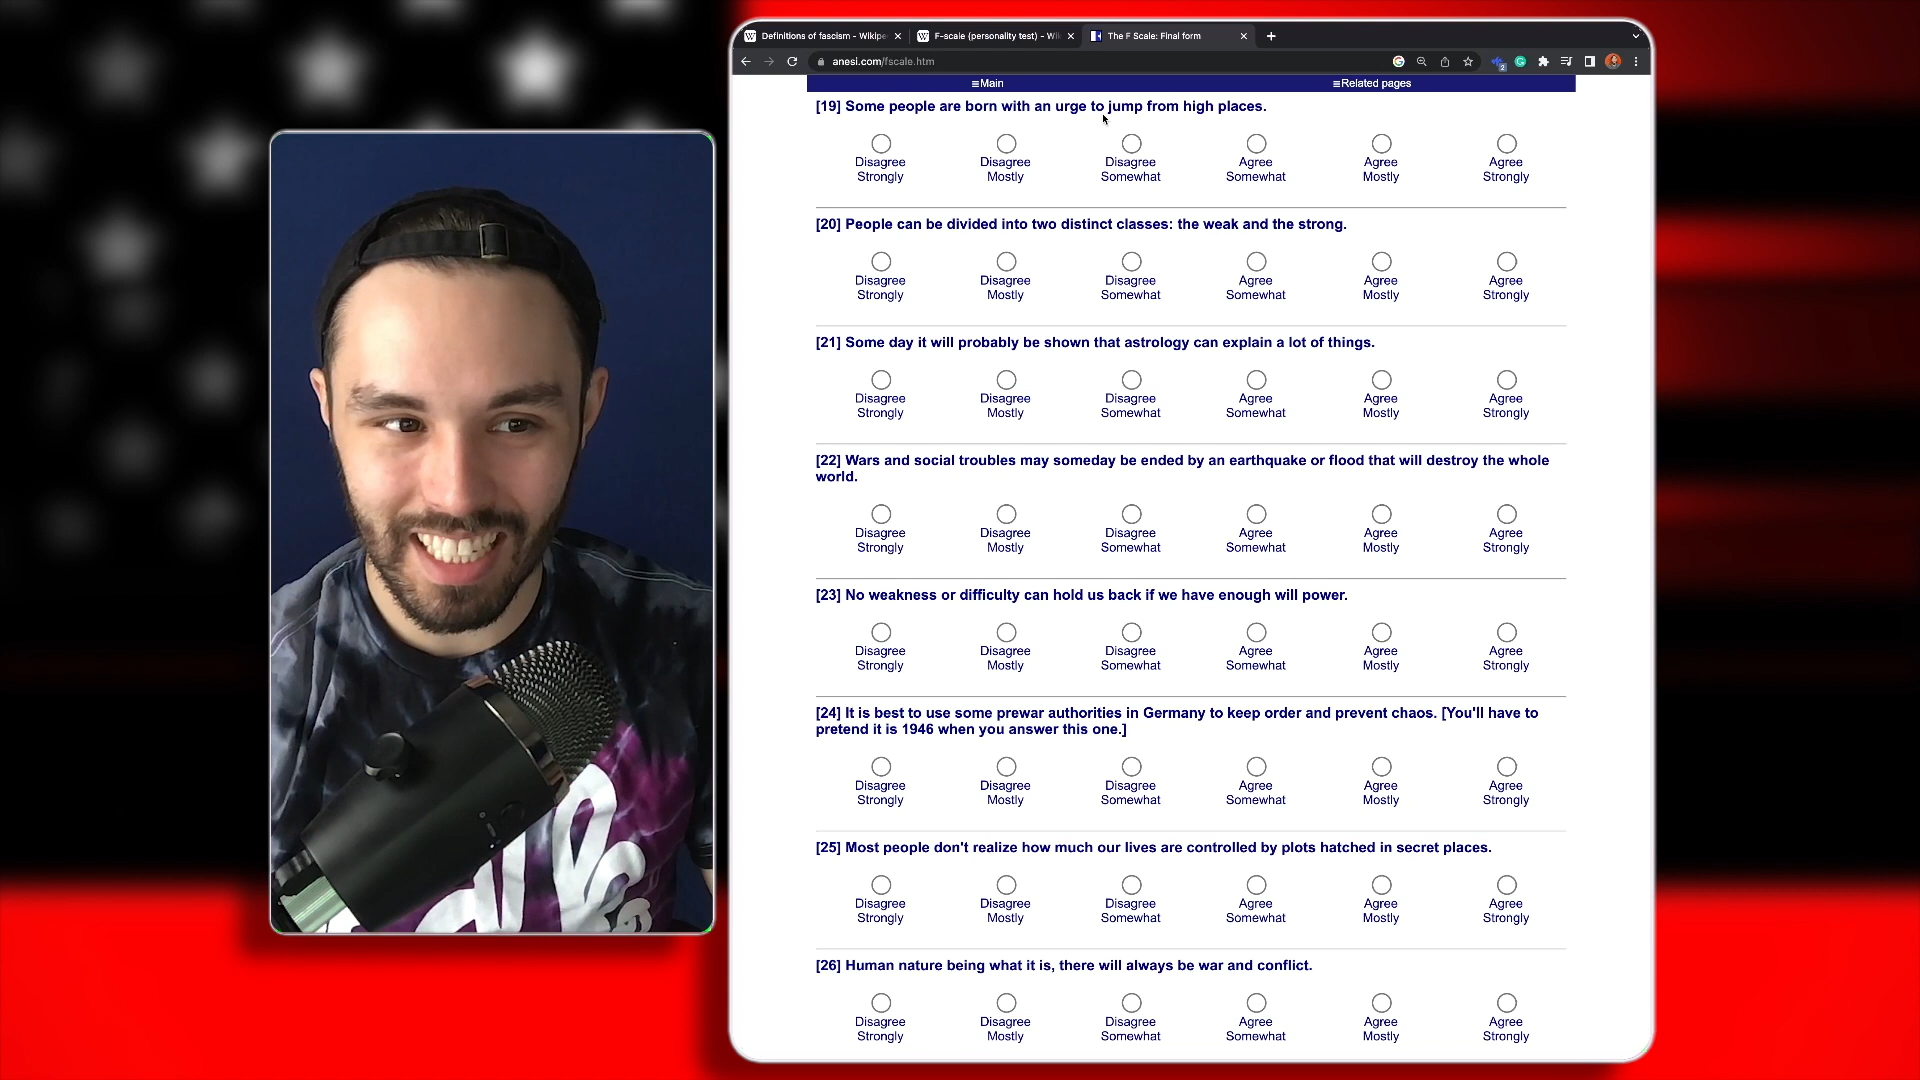 Definitions of fascism - Wikipe
F-scale (personality test) - Wi
The F Scale: Final form
anesi.com/fscale.htm
2
≡Main
≡Related pages
[19] Some people are born with an urge to jump from high places.
Disagree Strongly
Disagree Mostly
Disagree Somewhat
Agree Somewhat
Agree Mostly
Agree Strongly
[20] People can be divided into two distinct classes: the weak and the strong.
Disagree Strongly
Disagree Mostly
Disagree Somewhat
Agree Somewhat
Agree Mostly
Agree Strongly
[21] Some day it will probably be shown that astrology can explain a lot of things.
Disagree Strongly
Disagree Mostly
Disagree Somewhat
Agree Somewhat
Agree Mostly
Agree Strongly
[22] Wars and social troubles may someday be ended by an earthquake or flood that will destroy the whole
world.
Disagree Strongly
Disagree Mostly
Disagree Somewhat
Agree Somewhat
Agree Mostly
Agree Strongly
[23] No weakness or difficulty can hold us back if we have enough will power.
Disagree Strongly
Disagree Mostly
Disagree Somewhat
Agree Somewhat
Agree Mostly
Agree Strongly
[24] It is best to use some prewar authorities in Germany to keep order and prevent chaos. [You'll have to
pretend it is 1946 when you answer this one.]
Disagree Strongly
Disagree Mostly
Disagree Somewhat
Agree Somewhat
Agree Mostly
Agree Strongly
[25] Most people don't realize how much our lives are controlled by plots hatched in secret places.
Disagree Strongly
Disagree Mostly
Disagree Somewhat
Agree Somewhat
Agree Mostly
Agree Strongly
[26] Human nature being what it is, there will always be war and conflict.
Disagree Strongly
Disagree Mostly
Disagree Somewhat
Agree Somewhat
Agree Mostly
Agree Strongly